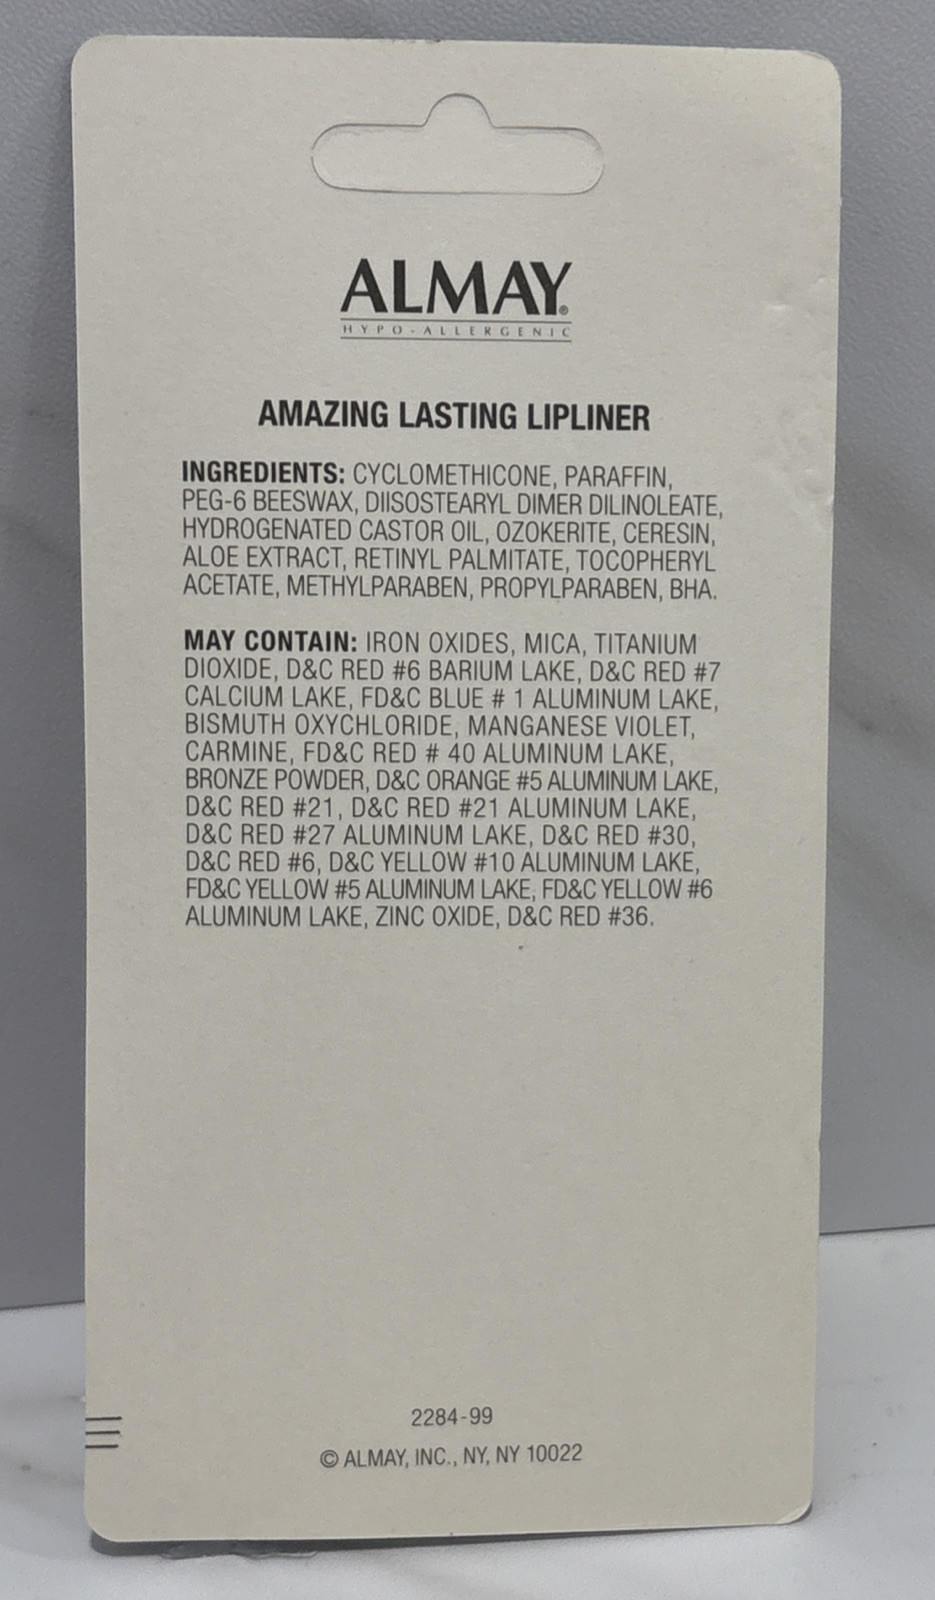 ALMAY®
HYPO-ALLERGENIC
AMAZING LASTING LIPLINER
INGREDIENTS: CYCLOMETHICONE, PARAFFIN,
PEG-6 BEESWAX, DIISOSTEARYL DIMER DILINOLEATE,
HYDROGENATED CASTOR OIL, OZOKERITE, CERESIN,
ALOE EXTRACT, RETINYL PALMITATE, TOCOPHERYL
ACETATE, METHYLPARABEN, PROPYLPARABEN, BHA.
MAY CONTAIN: IRON OXIDES, MICA, TITANIUM
DIOXIDE, D&C RED #6 BARIUM LAKE, D&C RED #7
CALCIUM LAKE, FD&C BLUE # 1 ALUMINUM LAKE,
BISMUTH OXYCHLORIDE, MANGANESE VIOLET,
CARMINE, FD&C RED # 40 ALUMINUM LAKE,
BRONZE POWDER, D&C ORANGE #5 ALUMINUM LAKE,
D&C RED #21, D&C RED #21 ALUMINUM LAKE,
D&C RED #27 ALUMINUM LAKE, D&C RED #30,
D&C RED #6, D&C YELLOW #10 ALUMINUM LAKE,
FD&C YELLOW #5 ALUMINUM LAKE, FD&C YELLOW #6
ALUMINUM LAKE, ZINC OXIDE, D&C RED #36.
2284-99
© ALMAY, INC., NY, NY 10022